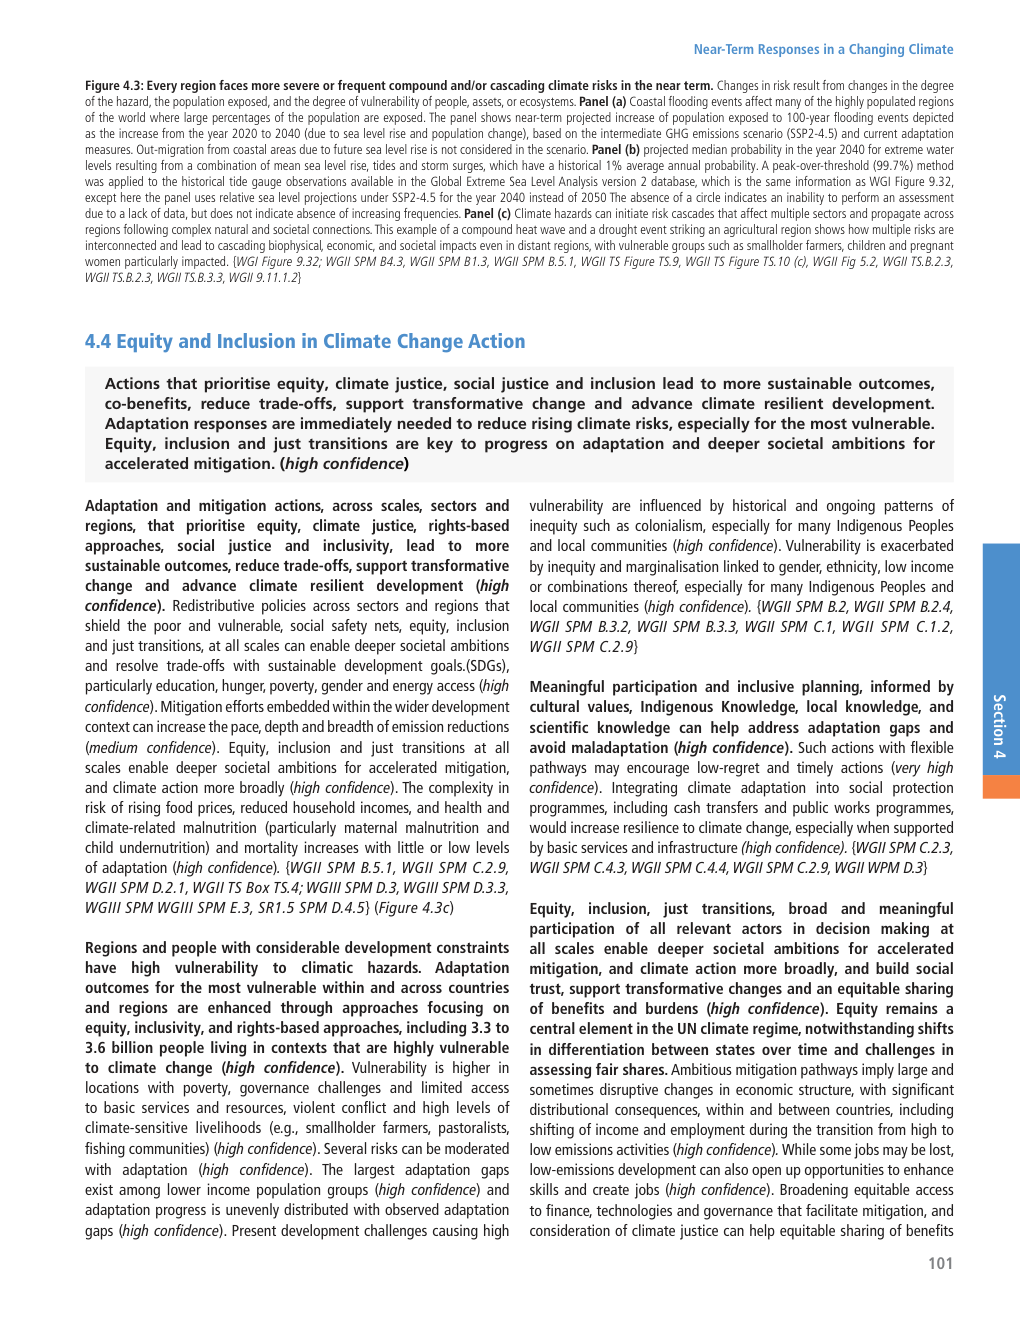 Near-Term Responses in a Changing Climate
Figure 4.3: Every region faces more severe or frequent compound and/or cascading climate risks in the near term. Changes in risk result from changes in the degree
of the hazard, the population exposed, and the degree of vulnerability of people, assets, or ecosystems. Panel (a) Coastal flooding events affect many of the highly populated regions
of the world where large percentages of the population are exposed. The panel shows near-term projected increase of population exposed to 100-year flooding events depicted
as the increase from the year 2020 to 2040 (due to sea level rise and population change), based on the intermediate GHG emissions scenario (SSP2-4.5) and current adaptation
measures. Out-migration from coastal areas due to future sea level rise is not considered in the scenario. Panel (b) projected median probability in the year 2040 for extreme water
levels resulting from a combination of mean sea level rise, tides and storm surges, which have a historical 1% average annual probability. A peak-over-threshold (99.7%) method
was applied to the historical tide gauge observations available in the Global Extreme Sea Level Analysis version 2 database, which is the same information as WGI Figure 9.32,
except here the panel uses relative sea level projections under SSP2-4.5 for the year 2040 instead of 2050 The absence of a circle indicates an inability to perform an assessment
due to a lack of data, but does not indicate absence of increasing frequencies. Panel (c) Climate hazards can initiate risk cascades that affect multiple sectors and propagate across
regions following complex natural and societal connections. This example of a compound heat wave and a drought event striking an agricultural region shows how multiple risks are
interconnected and lead to cascading biophysical, economic, and societal impacts even in distant regions, with vulnerable groups such as smallholder farmers, children and pregnant
women particularly impacted. {WGI Figure 9.32; WGII SPM B4.3, WGII SPM B1.3, WGII SPM B.5.1, WGII TS Figure TS.9, WGII TS Figure TS.10 (c), WGII Fig 5.2, WGII TS.B.2.3,
WGII TS.B.2.3, WGII TS.B.3.3, WGII 9.11.1.2}
4.4 Equity and Inclusion in Climate Change Action
Actions that prioritise equity, climate justice, social justice and inclusion lead to more sustainable outcomes,
co-benefits, reduce trade-offs, support transformative change and advance climate resilient development.
Adaptation responses are immediately needed to reduce rising climate risks, especially for the most vulnerable.
Equity, inclusion and just transitions are key to progress on adaptation and deeper societal ambitions for
accelerated mitigation. (high confidence)
Adaptation and mitigation actions, across scales, sectors and
regions, that prioritise equity, climate justice, rights-based
approaches, social justice and inclusivity, lead to more
sustainable outcomes, reduce trade-offs, support transformative
change and advance climate resilient development (high
confidence). Redistributive policies across sectors and regions that
shield the poor and vulnerable, social safety nets, equity, inclusion
and just transitions, at all scales can enable deeper societal ambitions
and resolve trade-offs with sustainable development goals.(SDGs),
particularly education, hunger, poverty, gender and energy access (high
confidence). Mitigation efforts embedded within the wider development
context can increase the pace, depth and breadth of emission reductions
(medium confidence). Equity, inclusion and just transitions at all
scales enable deeper societal ambitions for accelerated mitigation,
and climate action more broadly (high confidence). The complexity in
risk of rising food prices, reduced household incomes, and health and
climate-related malnutrition (particularly maternal malnutrition and
child undernutrition) and mortality increases with little or low levels
of adaptation (high confidence). {WGII SPM B.5.1, WGII SPM C.2.9,
WGII SPM D.2.1, WGII TS Box TS.4; WGIII SPM D.3, WGIII SPM D.3.3,
WGIII SPM WGIII SPM E.3, SR1.5 SPM D.4.5} (Figure 4.3c)
Regions and people with considerable development constraints
have high vulnerability to climatic hazards. Adaptation
outcomes for the most vulnerable within and across countries
and regions are enhanced through approaches focusing on
equity, inclusivity, and rights-based approaches, including 3.3 to
3.6 billion people living in contexts that are highly vulnerable
to climate change (high confidence). Vulnerability is higher in
locations with poverty, governance challenges and limited access
to basic services and resources, violent conflict and high levels of
climate-sensitive livelihoods (e.g., smallholder farmers, pastoralists,
fishing communities) (high confidence). Several risks can be moderated
with adaptation (high confidence). The largest adaptation gaps
exist among lower income population groups (high confidence) and
adaptation progress is unevenly distributed with observed adaptation
gaps (high confidence). Present development challenges causing high
vulnerability are influenced by historical and ongoing patterns of
inequity such as colonialism, especially for many Indigenous Peoples
and local communities (high confidence). Vulnerability is exacerbated
by inequity and marginalisation linked to gender, ethnicity, low income
or combinations thereof, especially for many Indigenous Peoples and
local communities (high confidence). {WGII SPM B.2, WGII SPM B.2.4,
WGII SPM B.3.2, WGII SPM B.3.3, WGII SPM C.1, WGII SPM C.1.2,
WGII SPM C.2.9}
Meaningful participation and inclusive planning, informed by
cultural values, Indigenous Knowledge, local knowledge, and
scientific knowledge can help address adaptation gaps and
avoid maladaptation (high confidence). Such actions with flexible
pathways may encourage low-regret and timely actions (very high
confidence). Integrating climate adaptation into social protection
programmes, including cash transfers and public works programmes,
would increase resilience to climate change, especially when supported
by basic services and infrastructure (high confidence). {WGII SPM C.2.3,
WGII SPM C.4.3, WGII SPM C.4.4, WGII SPM C.2.9, WGII WPM D.3}
Equity, inclusion, just transitions, broad and meaningful
participation of all relevant actors in decision making at
all scales enable deeper societal ambitions for accelerated
mitigation, and climate action more broadly, and build social
trust, support transformative changes and an equitable sharing
of benefits and burdens (high confidence). Equity remains a
central element in the UN climate regime, notwithstanding shifts
in differentiation between states over time and challenges in
assessing fair shares. Ambitious mitigation pathways imply large and
sometimes disruptive changes in economic structure, with significant
distributional consequences, within and between countries, including
shifting of income and employment during the transition from high to
low emissions activities (high confidence). While some jobs may be lost,
low-emissions development can also open up opportunities to enhance
skills and create jobs (high confidence). Broadening equitable access
to finance, technologies and governance that facilitate mitigation, and
consideration of climate justice can help equitable sharing of benefits
Section 4
101